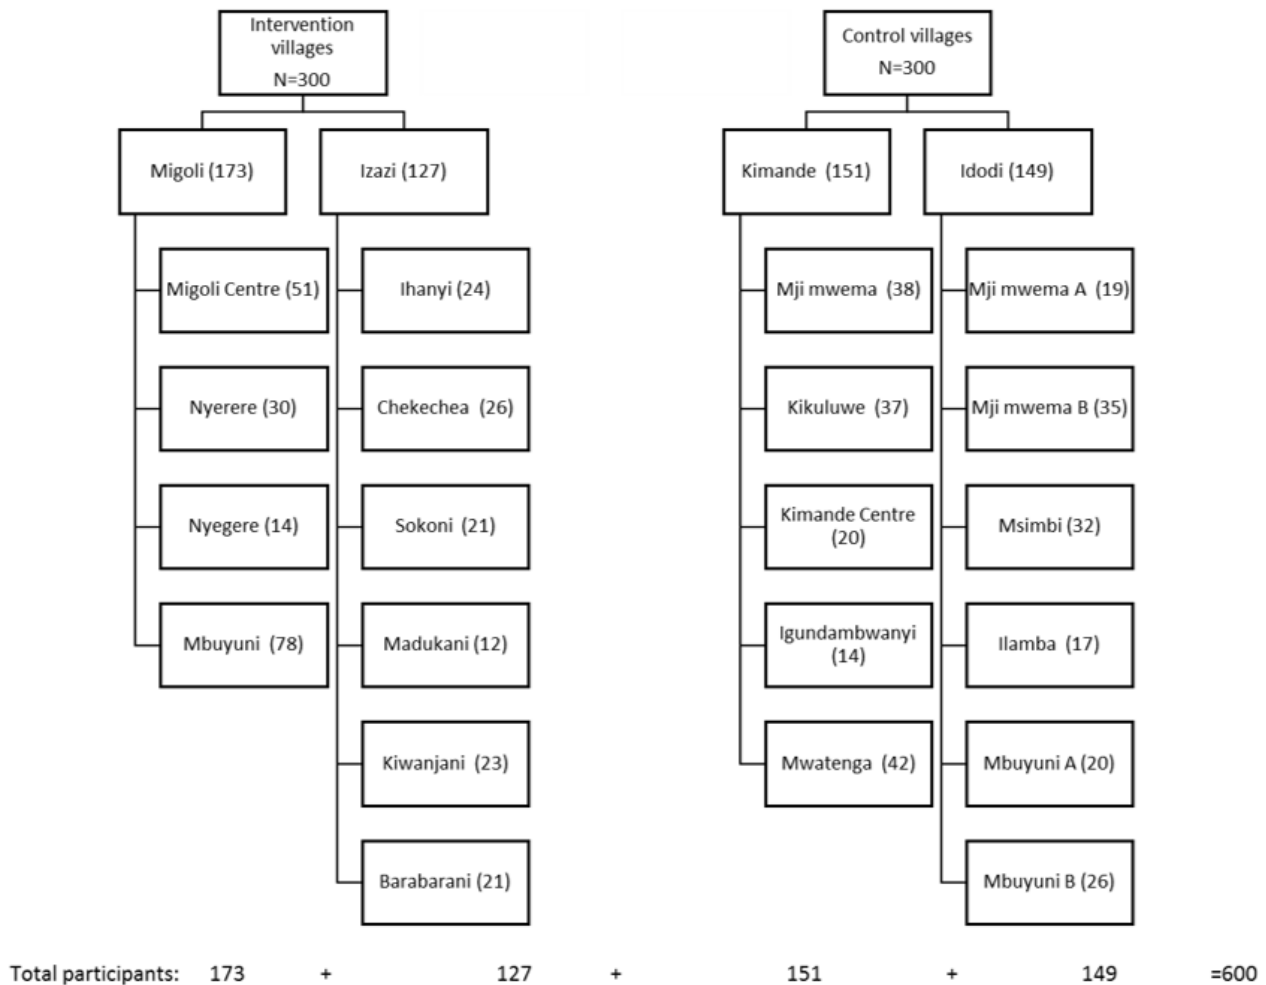 Intervention
villages
N=300
Control villages
N=300
Migoli (173)
Izazi (127)
Kimande (151)
Idodi (149)
Migoli Centre (51)
Ihanyi (24)
Mji mwema (38)
Mji mwema A (19)
Nyerere (30)
Chekechea (26)
Kikuluwe (37)
Mji mwema B (35)
Nyegere (14)
Sokoni (21)
Kimande Centre
(20)
Msimbi (32)
Mbuyuni (78)
Madukani (12)
Igundambwanyi
(14)
Ilamba (17)
Kiwanjani (23)
Mwatenga (42)
Mbuyuni A (20)
Barabarani (21)
Mbuyuni B (26)
Total participants: 173 + 127 + 151 + 149 =600